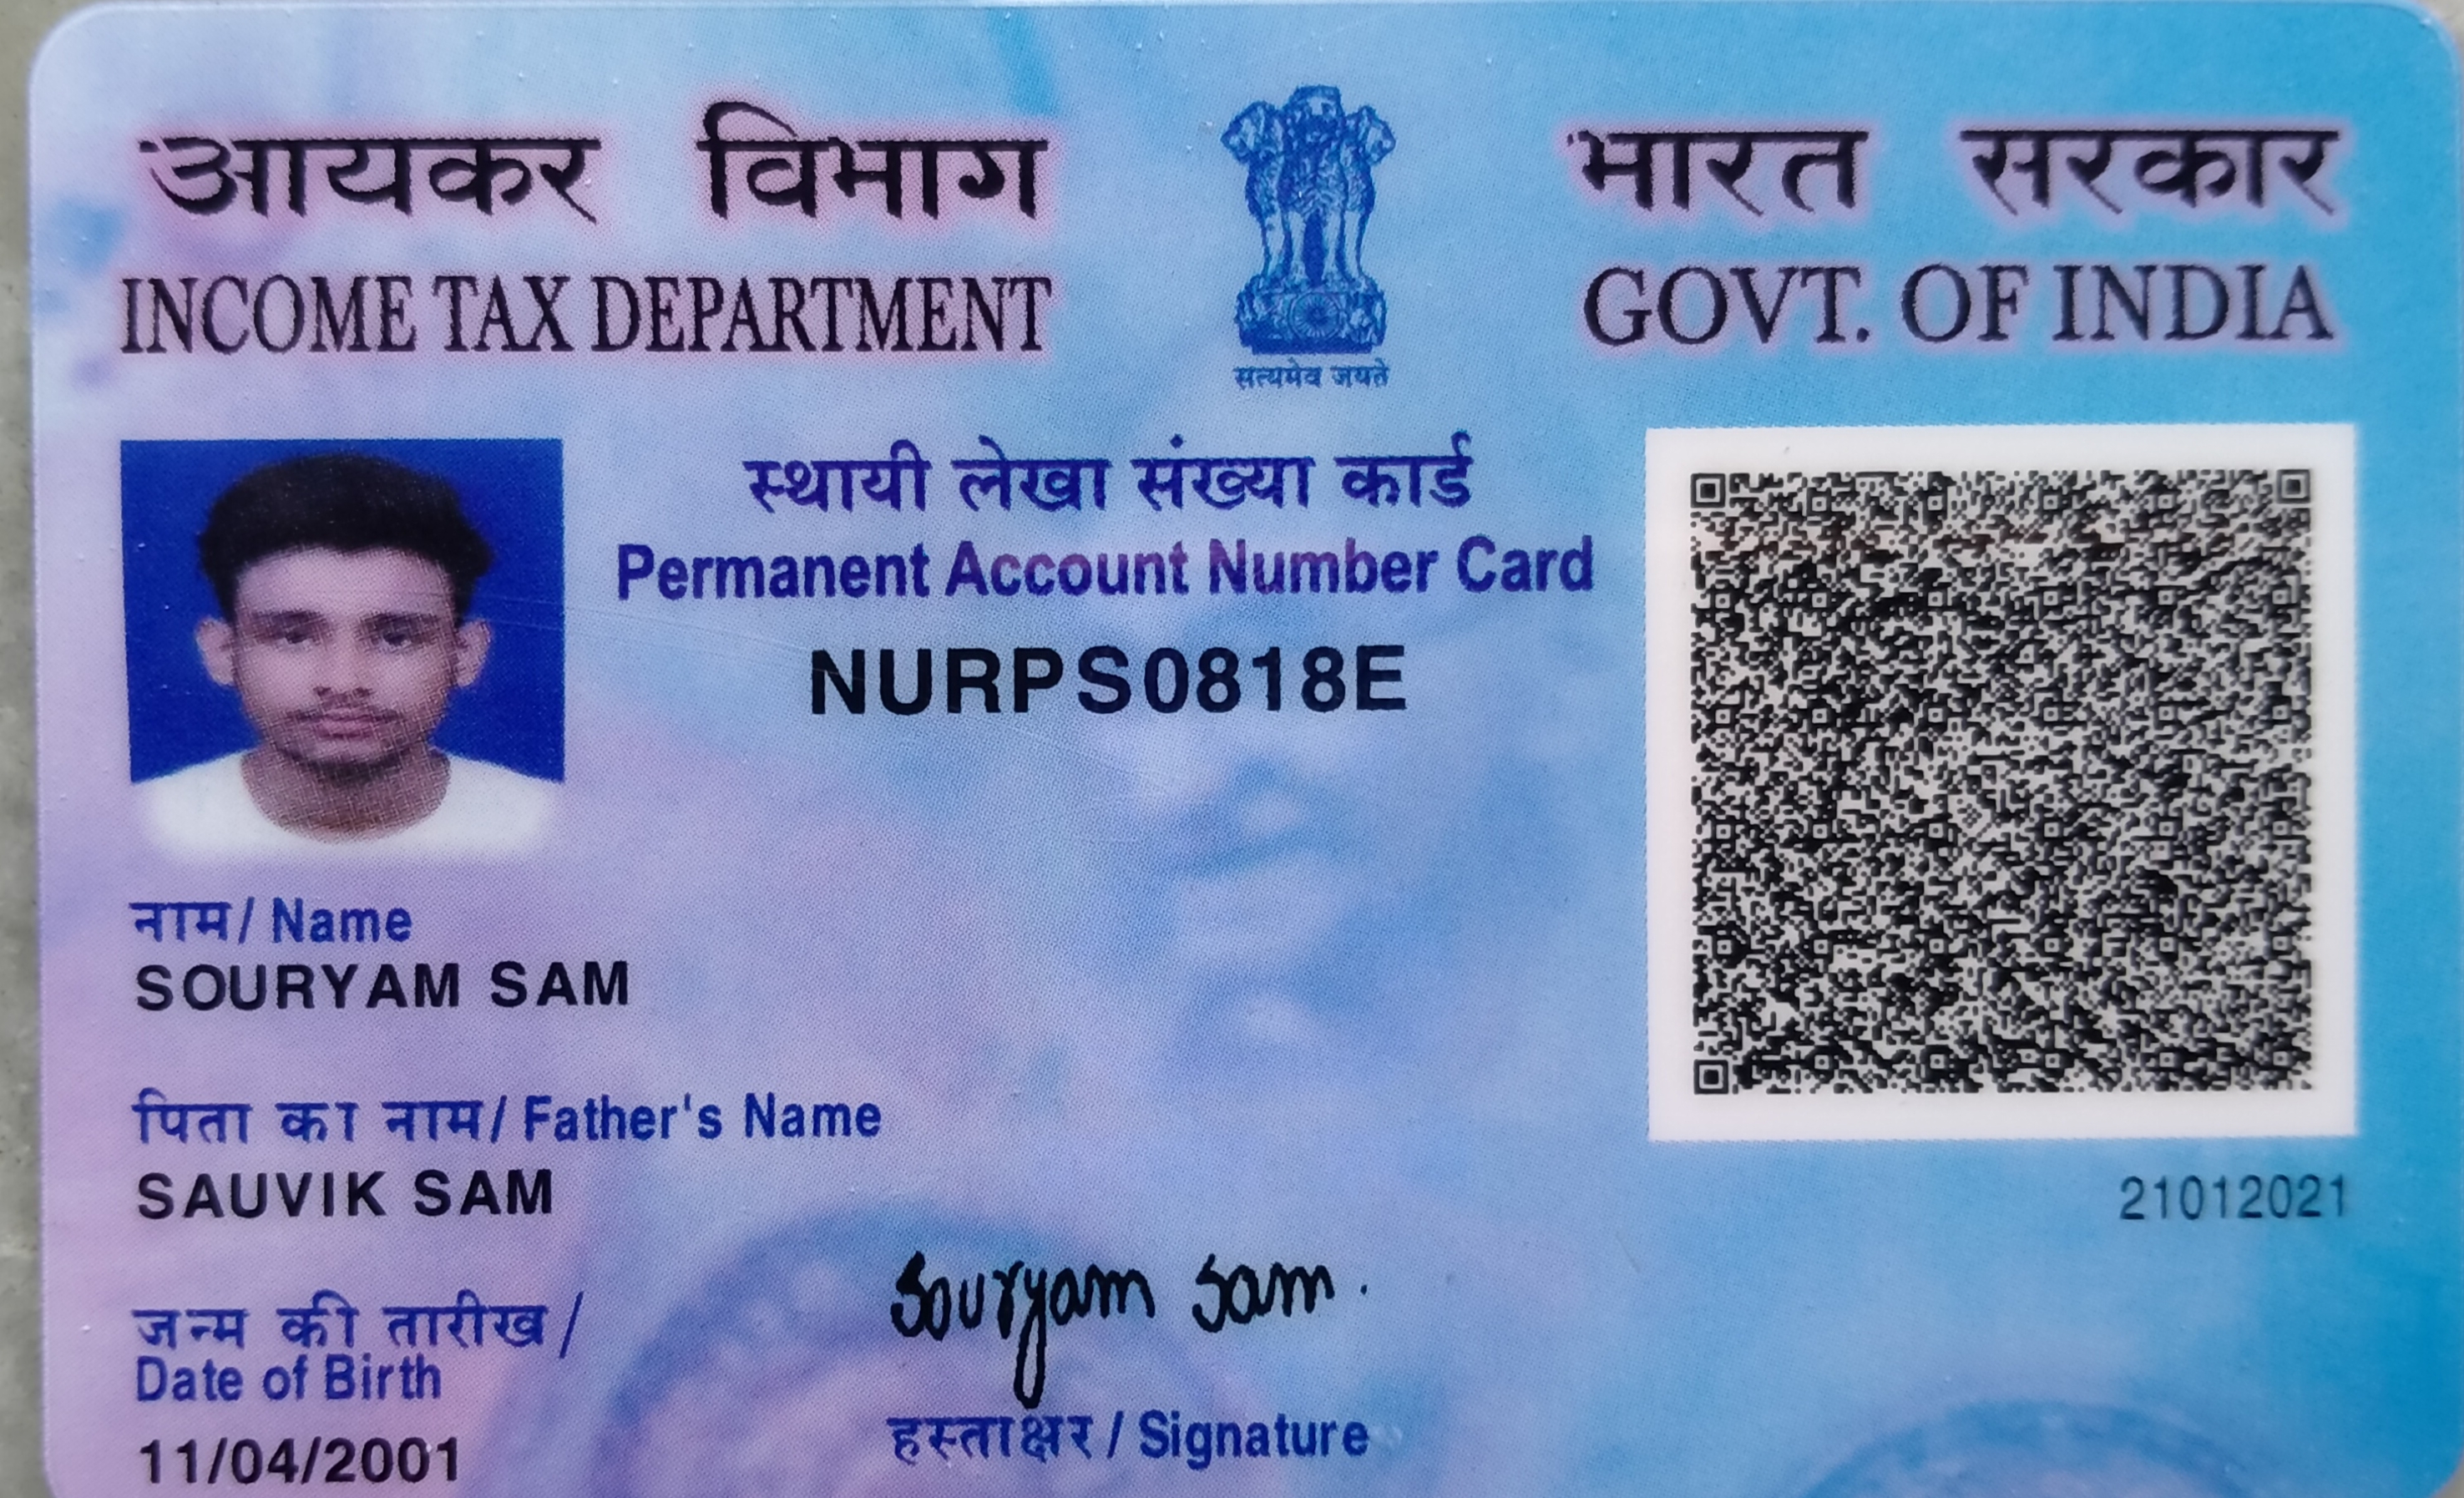 आयकर विभाग
INCOME TAX DEPARTMENT
सत्यमेव जयते
भारत सरकार
GOVT. OF INDIA
स्थायी लेखा संख्या कार्ड
Permanent Account Number Card
NURPS0818E
नाम/ Name
SOURYAM SAM
पिता का नाम/ Father's Name
SAUVIK SAM
21012021
जन्म की तारीख /
Date of Birth
11/04/2001
Souryam Sam.
हस्ताक्षर / Signature